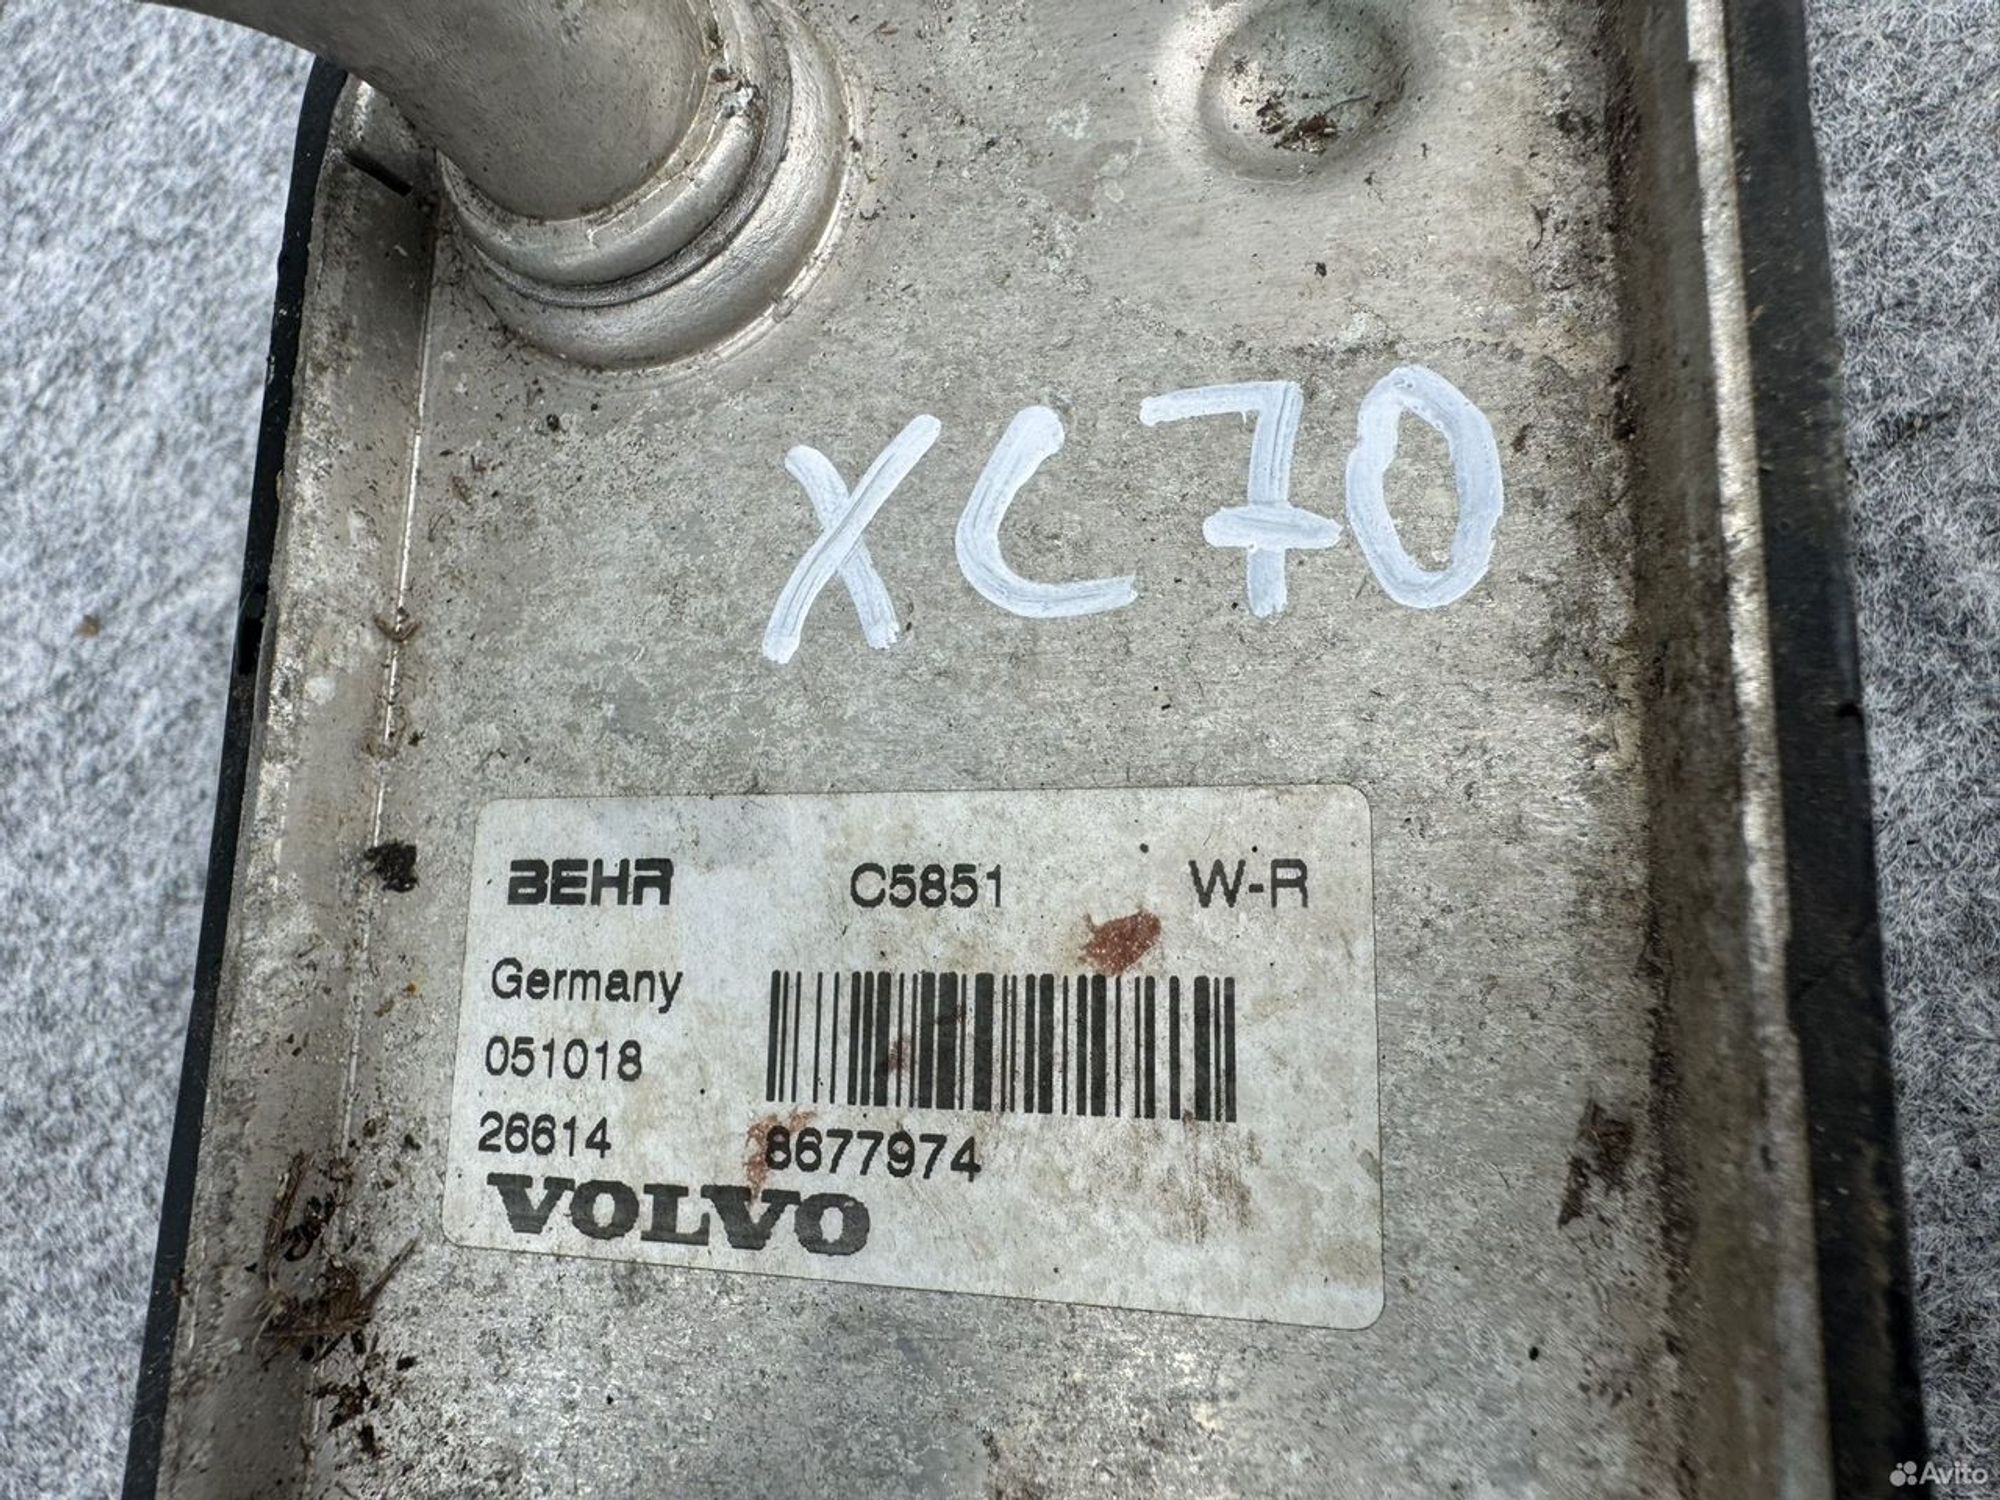 XC70
BEHR C5851 W-R
Germany
051018
26614 8677974
VOLVO
Avito